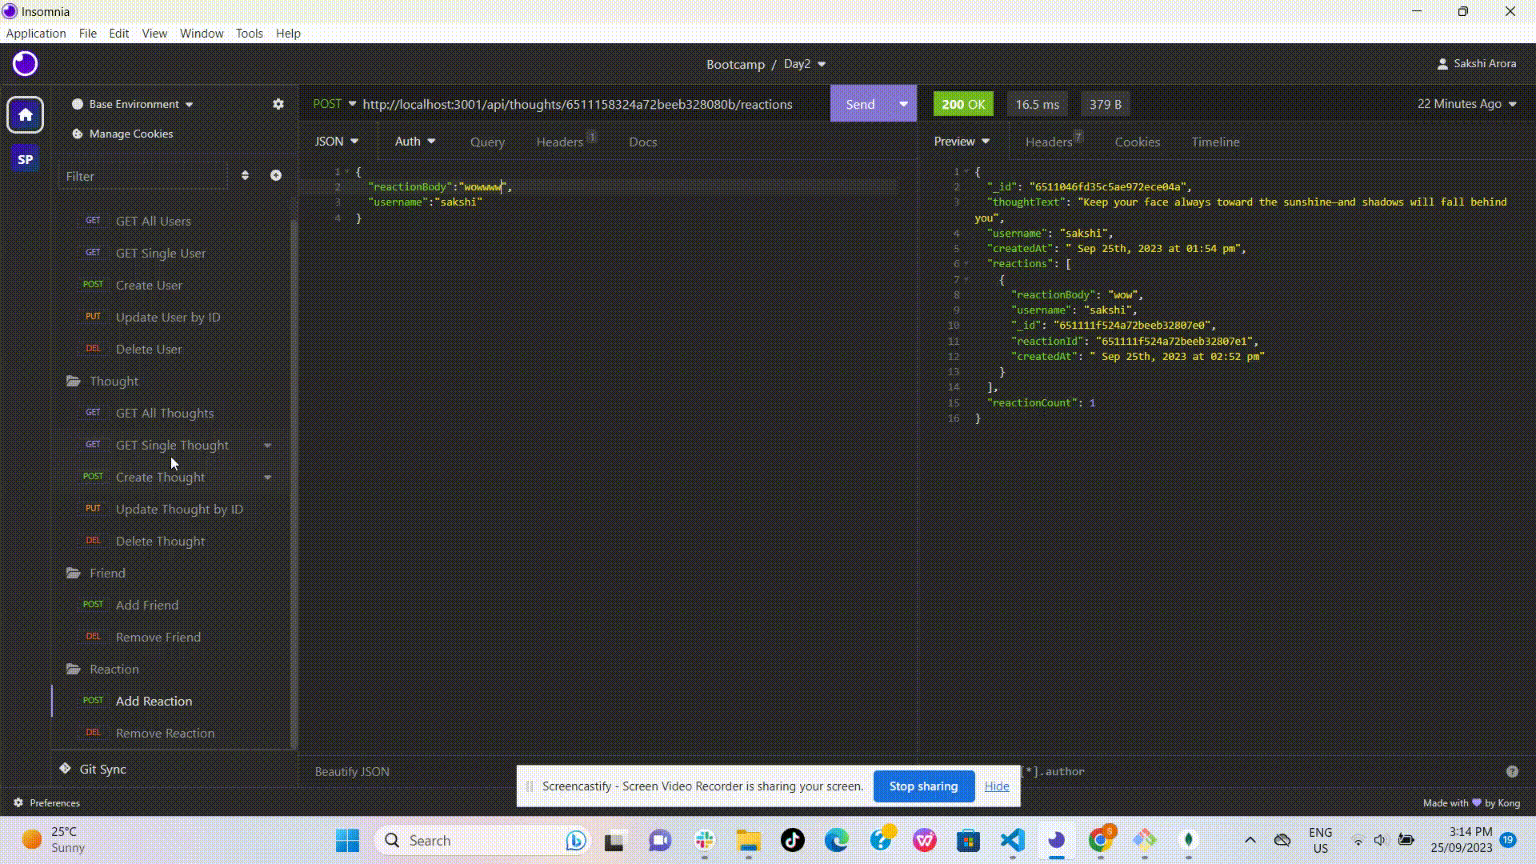 Insomnia
Application File Edit View Window Tools Help
Bootcamp / Day2
Sakshi Arora
Base Environment
POST http://localhost:3001/api/thoughts/6511158324a72beeb328080b/reactions
Send
200 OK 16.5 ms 379 B
22 Minutes Ago
Manage Cookies
JSON Auth Query Headers 1 Docs
Preview Headers 7 Cookies Timeline
SP
Filter
GET GET All Users
GET GET Single User
POST Create User
PUT Update User by ID
DEL Delete User
Thought
GET GET All Thoughts
GET GET Single Thought
POST Create Thought
PUT Update Thought by ID
DEL Delete Thought
Friend
POST Add Friend
DEL Remove Friend
Reaction
POST Add Reaction
DEL Remove Reaction
Git Sync
Preferences
1 {
2 "reactionBody":"wowwww",
3 "username":"sakshi"
4 }
Beautify JSON
1 {
2 "_id": "6511046fd35c5ae972ece04a",
3 "thoughtText": "Keep your face always toward the sunshine—and shadows will fall behind
you",
4 "username": "sakshi",
5 "createdAt": " Sep 25th, 2023 at 01:54 pm",
6 "reactions": [
7 {
8 "reactionBody": "wow",
9 "username": "sakshi",
10 "_id": "651111f524a72beeb32807e0",
11 "reactionId": "651111f524a72beeb32807e1",
12 "createdAt": " Sep 25th, 2023 at 02:52 pm"
13 }
14 ],
15 "reactionCount": 1
16 }
[*].author
Made with by Kong
Screencastify - Screen Video Recorder is sharing your screen. Stop sharing Hide
25°C
Sunny
Search
6
ENG
US
3:14 PM
25/09/2023
19